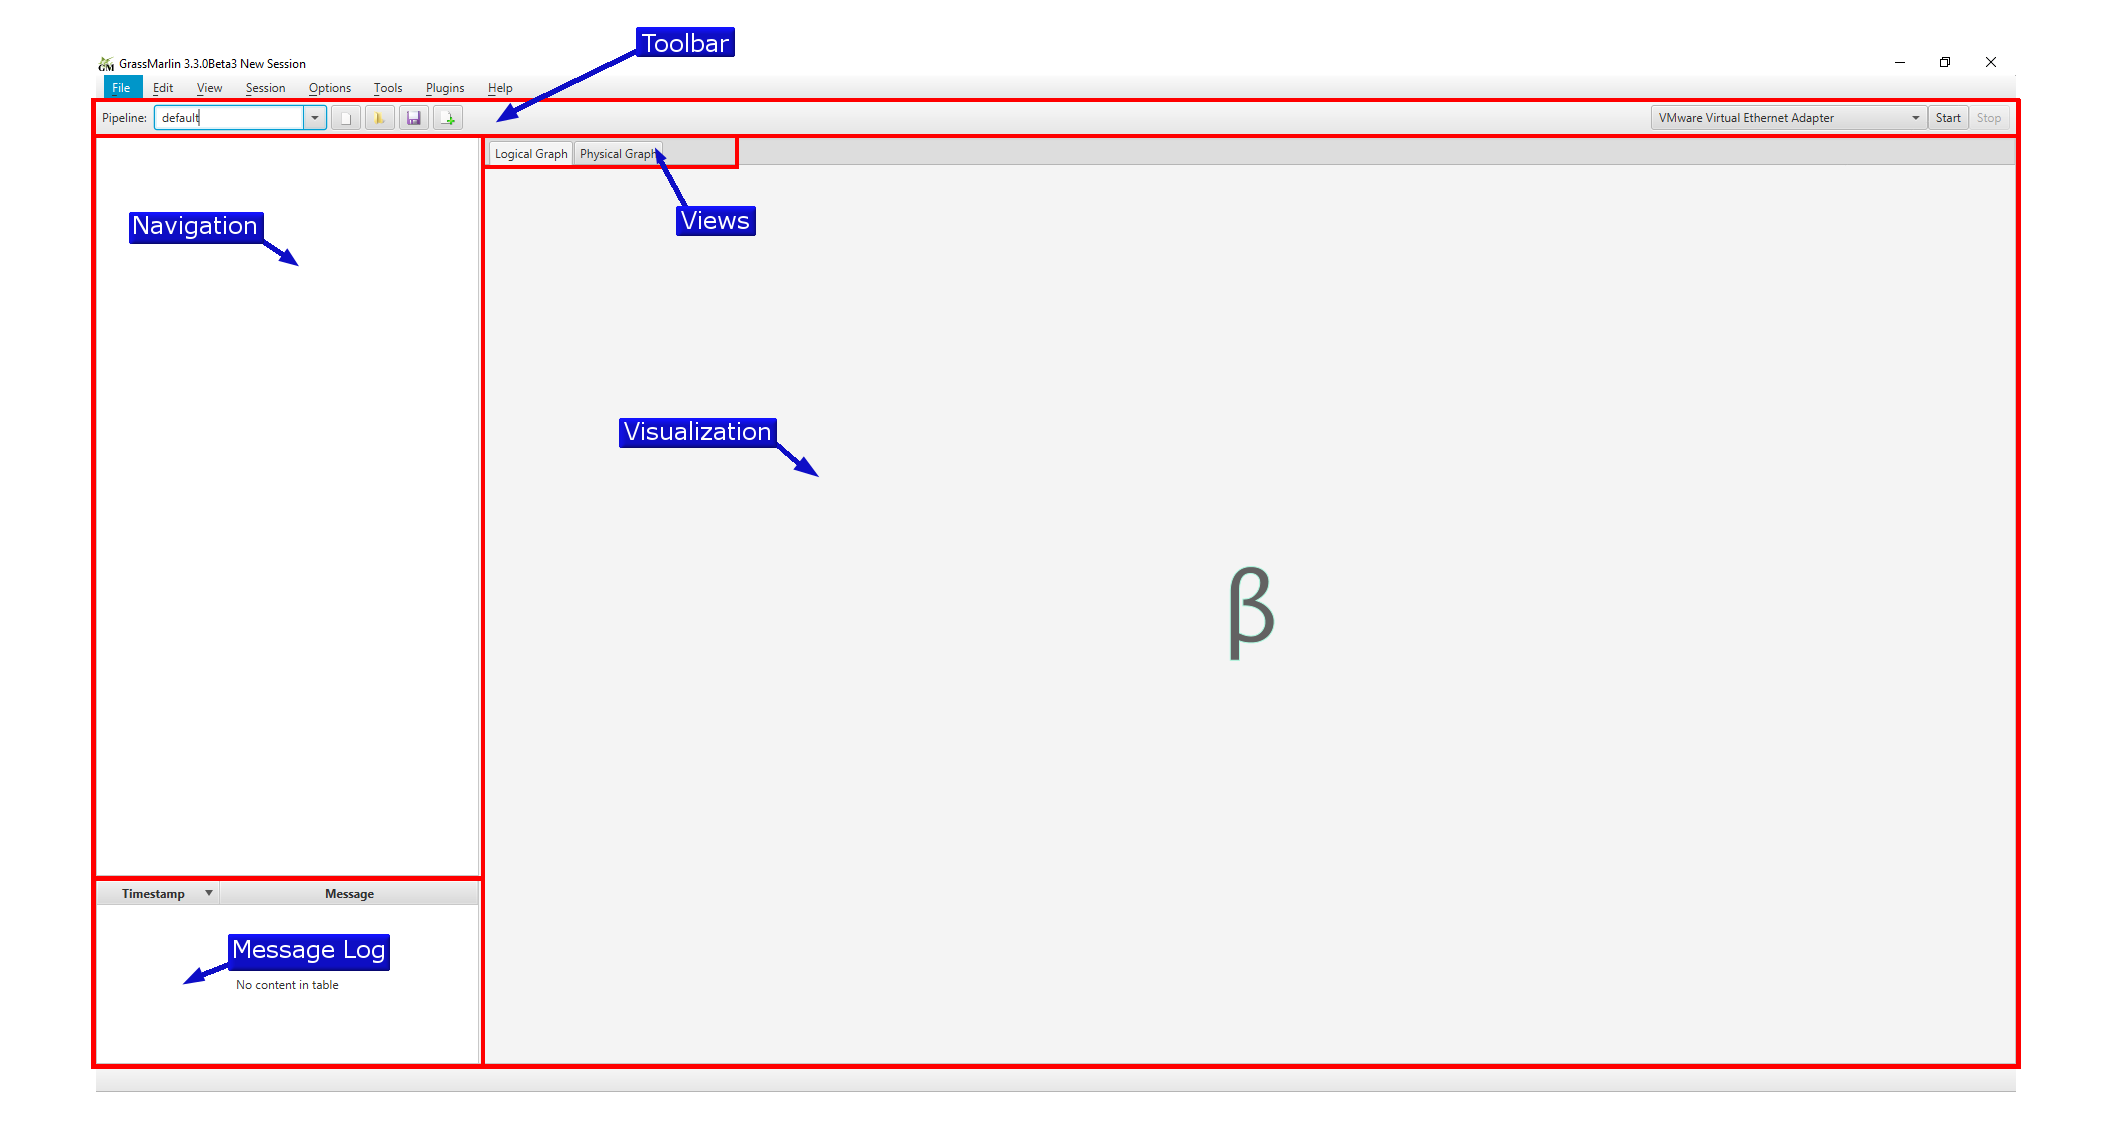 Toolbar
GM GrassMarlin 3.3.0Beta3 New Session
File Edit View Session Options Tools Plugins Help
Pipeline: default VMware Virtual Ethernet Adapter Start Stop
Logical Graph Physical Graph
Views
Navigation
Visualization
β
Timestamp Message
Message Log
No content in table